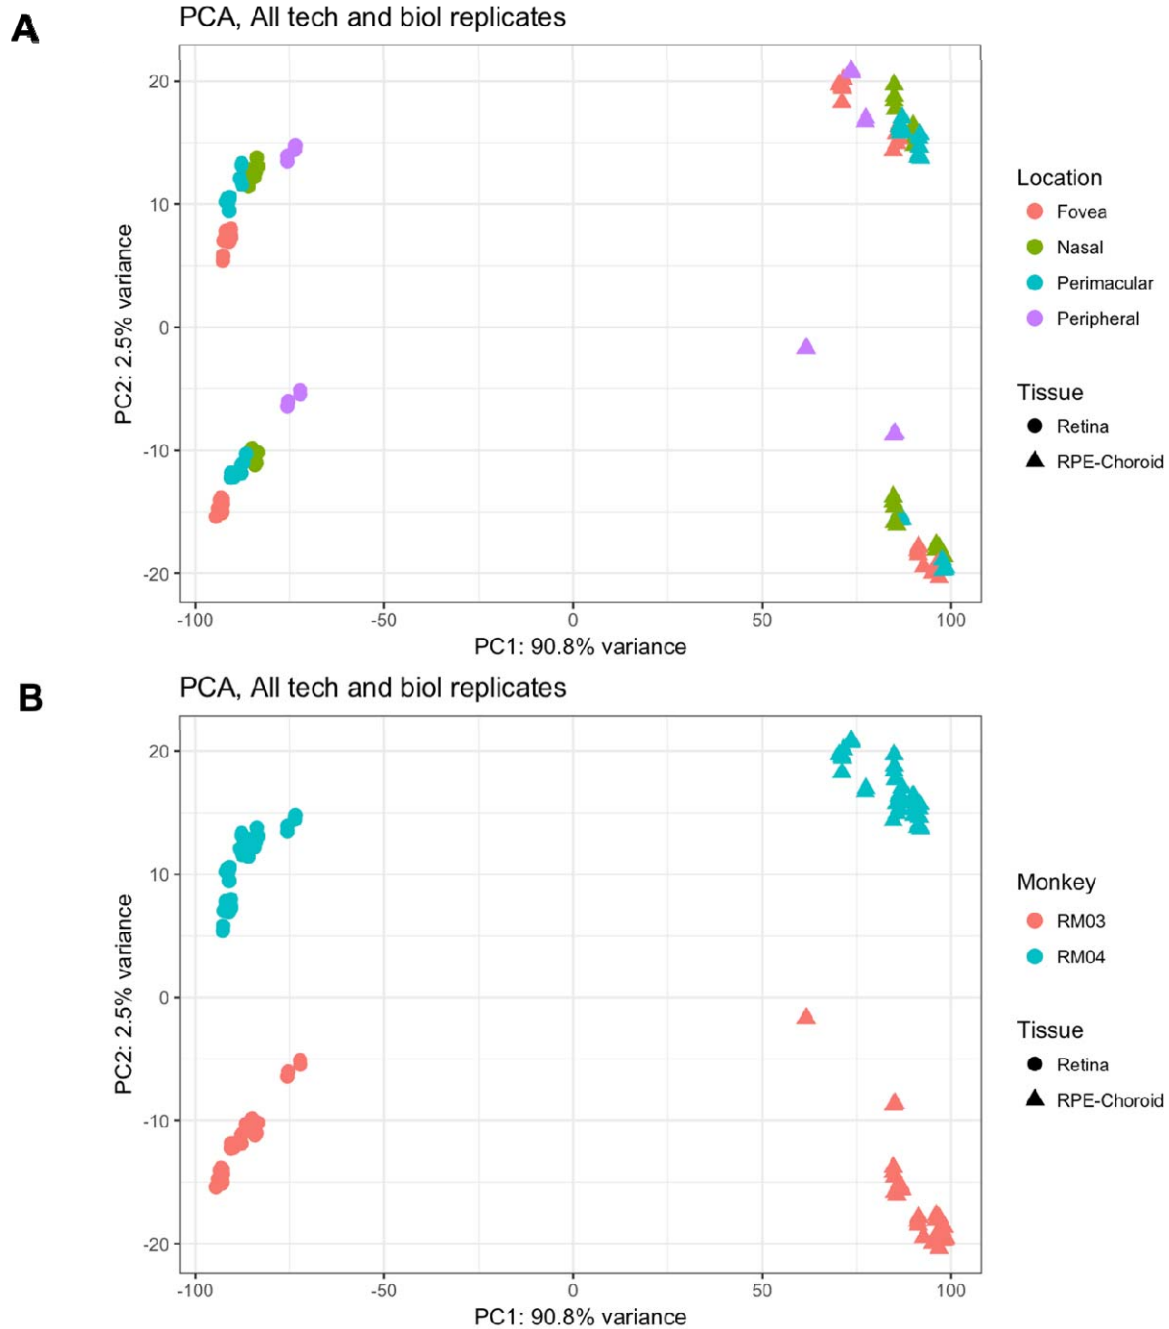 A
PCA, All tech and biol replicates
20
10
0
-10
-20
PC2: 2.5% variance
-100
-50
0
50
100
PC1: 90.8% variance
Location
Fovea
Nasal
Perimacular
Peripheral
Tissue
Retina
RPE-Choroid
B
PCA, All tech and biol replicates
20
10
0
-10
-20
PC2: 2.5% variance
-100
-50
0
50
100
PC1: 90.8% variance
Monkey
RM03
RM04
Tissue
Retina
RPE-Choroid